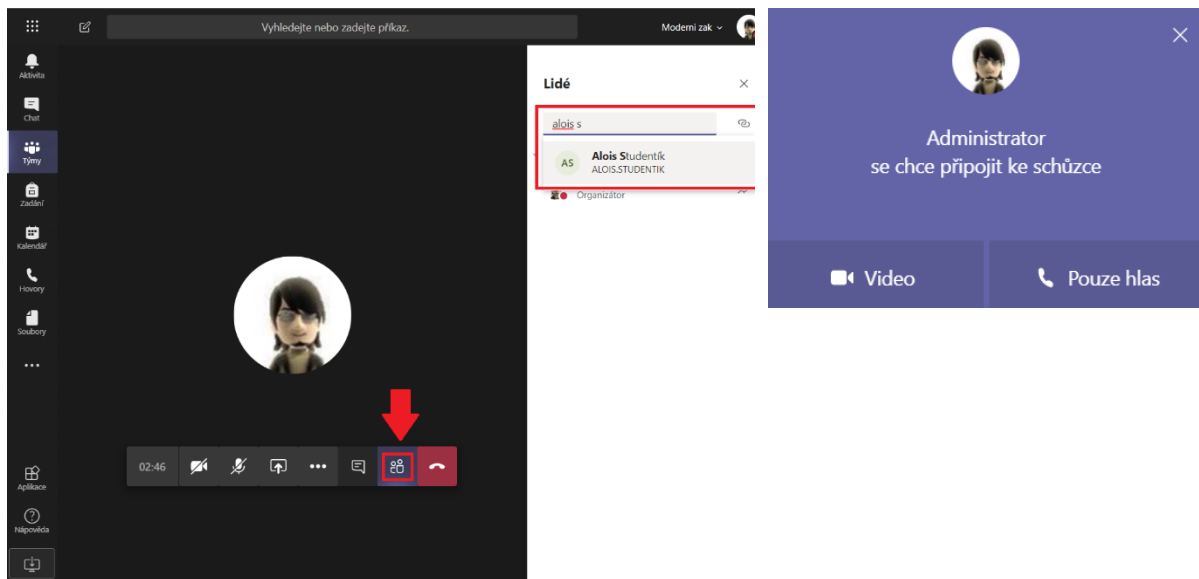 Vyhledejte nebo zadejte příkaz.
Moderni zak
Aktivita
Chat
Týmy
Zadání
Kalendář
Hovory
Soubory
Aplikace
Nápověda
02:46
Lidé
alois s
AS
Alois Studentík
ALOIS.STUDENTIK
Organizátor
Administrator
se chce připojit ke schůzce
Video
Pouze hlas